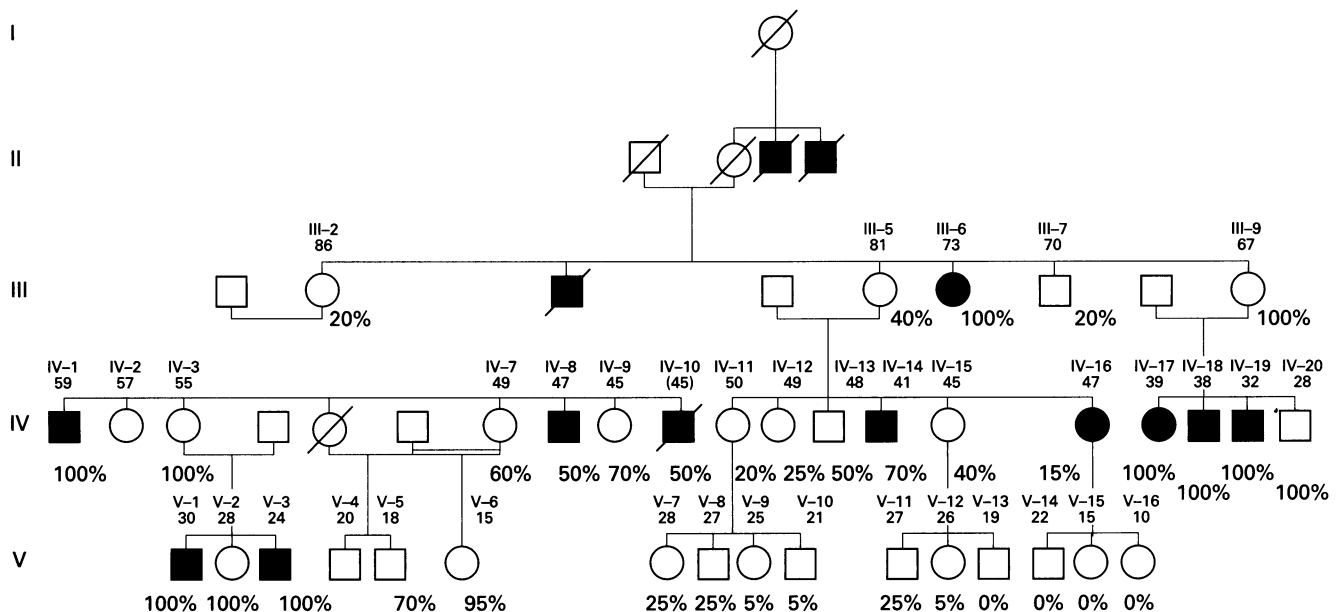 I
II
III–2 III–5 III–6 III–7 III–9
86 81 73 70 67
III
20% 40% 100% 20% 100%
IV–1 IV–2 IV–3 IV–7 IV–8 IV–9 IV–10 IV–11 IV–12 IV–13 IV–14 IV–15 IV–16 IV–17 IV–18 IV–19 IV–20
59 57 55 49 47 45 (45) 50 49 48 41 45 47 39 38 32 28
IV
100% 100% 60% 50% 70% 50% 20% 25% 50% 70% 40% 15% 100% 100% 100% 100%
V–1 V–2 V–3 V–4 V–5 V–6 V–7 V–8 V–9 V–10 V–11 V–12 V–13 V–14 V–15 V–16
30 28 24 20 18 15 28 27 25 21 27 26 19 22 15 10
V
100% 100% 100% 70% 95% 25% 25% 5% 5% 25% 5% 0% 0% 0% 0%